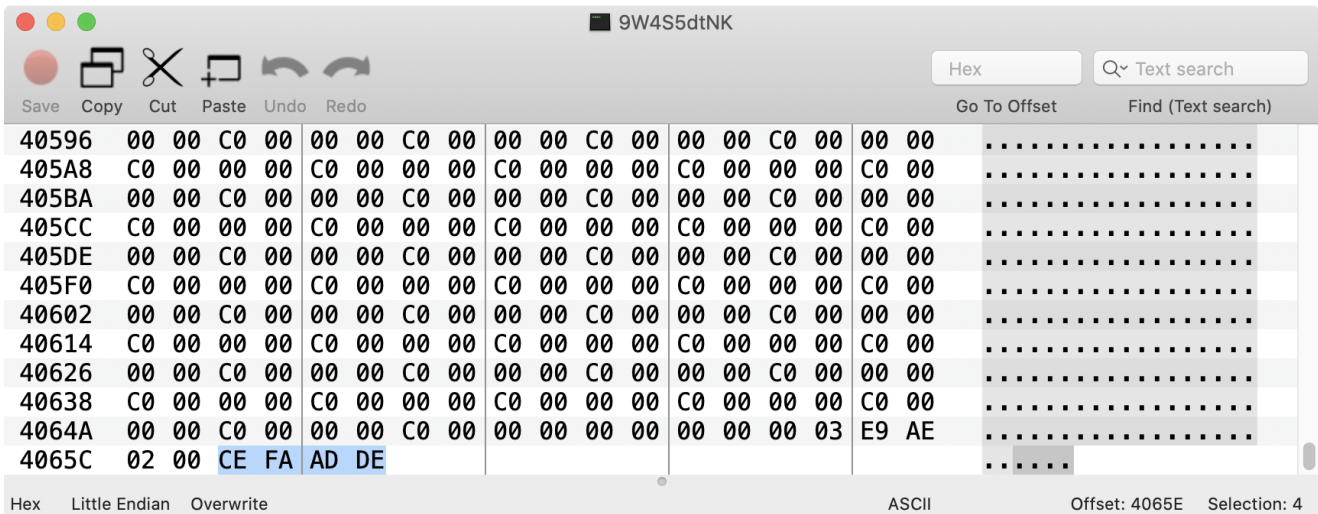 9W4S5dtNK
Hex Text search
Save Copy Cut Paste Undo Redo Go To Offset Find (Text search)
40596 00 00 C0 00 00 00 C0 00 00 00 C0 00 00 00 C0 00 00 00 ..................
405A8 C0 00 00 00 C0 00 00 00 C0 00 00 00 C0 00 00 00 C0 00 ..................
405BA 00 00 C0 00 00 00 C0 00 00 00 C0 00 00 00 C0 00 00 00 ..................
405CC C0 00 00 00 C0 00 00 00 C0 00 00 00 C0 00 00 00 C0 00 ..................
405DE 00 00 C0 00 00 00 C0 00 00 00 C0 00 00 00 C0 00 00 00 ..................
405F0 C0 00 00 00 C0 00 00 00 C0 00 00 00 C0 00 00 00 C0 00 ..................
40602 00 00 C0 00 00 00 C0 00 00 00 C0 00 00 00 C0 00 00 00 ..................
40614 C0 00 00 00 C0 00 00 00 C0 00 00 00 C0 00 00 00 C0 00 ..................
40626 00 00 C0 00 00 00 C0 00 00 00 C0 00 00 00 C0 00 00 00 ..................
40638 C0 00 00 00 C0 00 00 00 C0 00 00 00 C0 00 00 00 C0 00 ..................
4064A 00 00 C0 00 00 00 C0 00 00 00 00 00 00 00 00 03 E9 AE ..................
4065C 02 00 CE FA AD DE ......
Hex Little Endian Overwrite ASCII Offset: 4065E Selection: 4